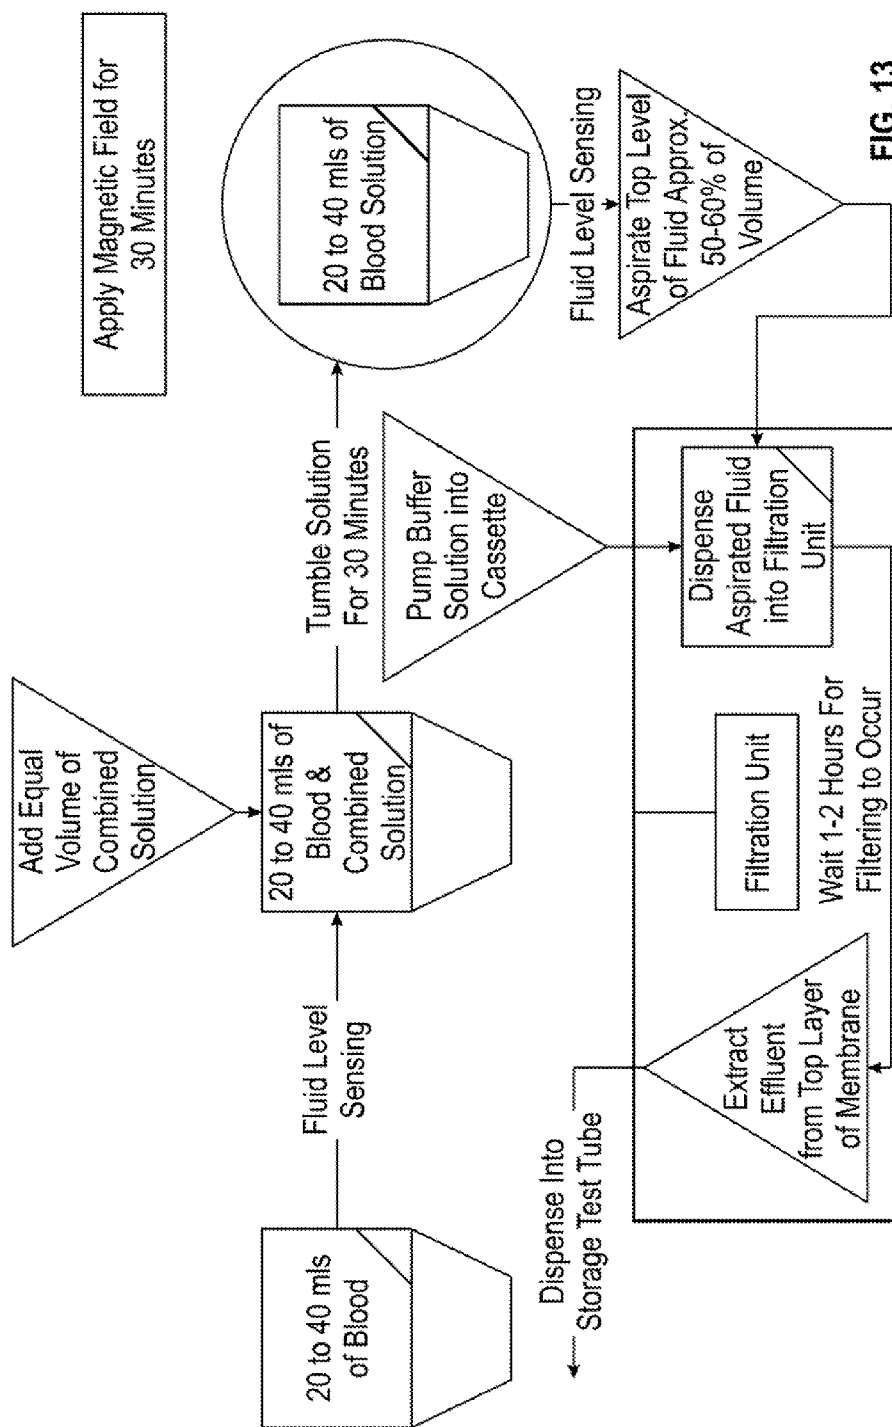 Apply Magnetic Field for
30 Minutes
Add Equal
Volume of
Combined
Solution
20 to 40 mls
of Blood
Fluid Level
Sensing
20 to 40 mls of
Blood &
Combined
Solution
Tumble Solution
For 30 Minutes
20 to 40 mls of
Blood Solution
Fluid Level Sensing
Aspirate Top Level
of Fluid Approx.
50-60% of
Volume
Pump Buffer
Solution into
Cassette
Dispense
Aspirated Fluid
into Filtration
Unit
Filtration Unit
Wait 1-2 Hours For
Filtering to Occur
Extract
Effluent
from Top Layer
of Membrane
Dispense Into
Storage Test Tube
FIG. 13